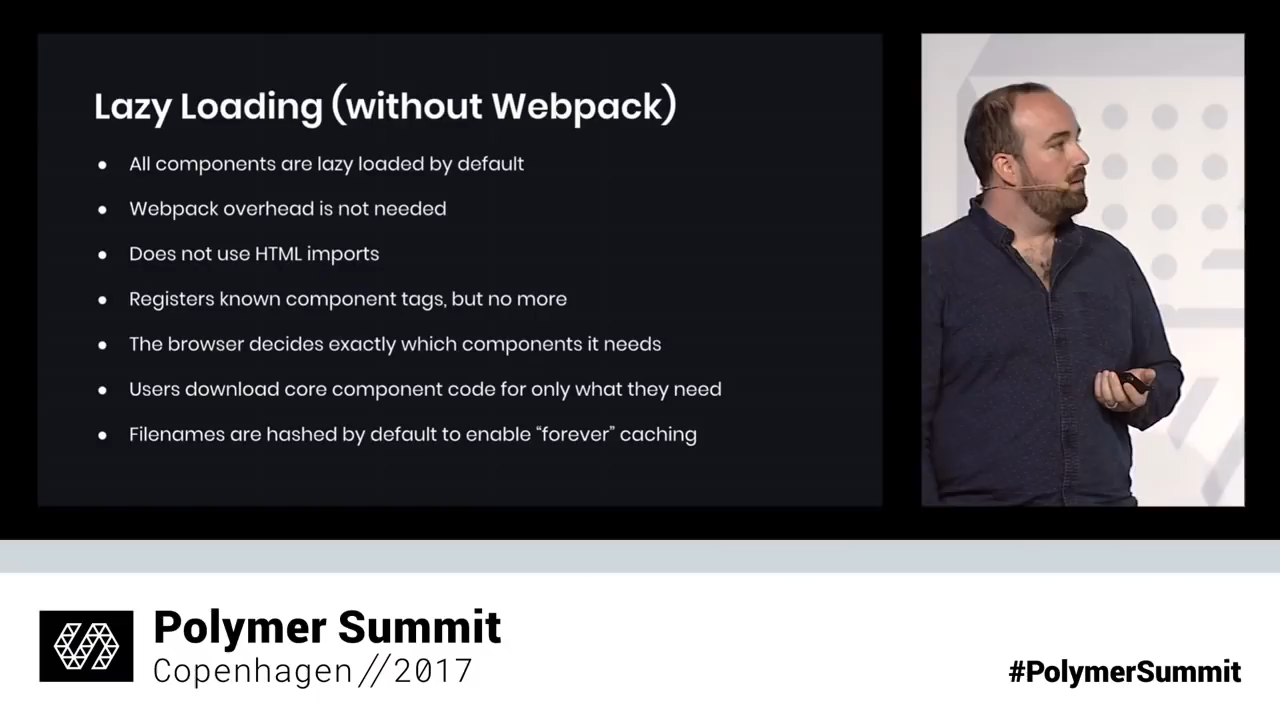 Lazy Loading (without Webpack)
• All components are lazy loaded by default
• Webpack overhead is not needed
• Does not use HTML imports
• Registers known component tags, but no more
• The browser decides exactly which components it needs
• Users download core component code for only what they need
• Filenames are hashed by default to enable “forever” caching
Polymer Summit
Copenhagen // 2017
#PolymerSummit